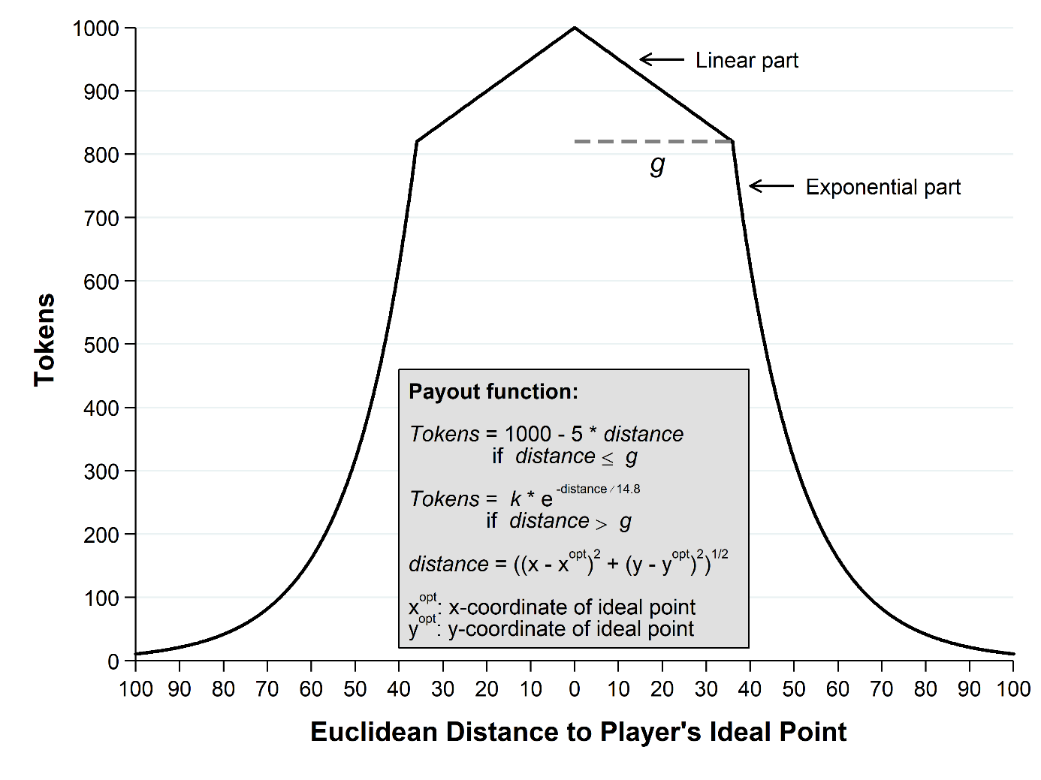 1000
900
800
700
600
500
400
300
200
100
0
Tokens
Linear part
g
Exponential part
Payout function:
Tokens = 1000 - 5 * distance
if distance ≤ g
Tokens = k * e^-distance / 14.8
if distance > g
distance = ((x - x^opt)^2 + (y - y^opt)^2)^1/2
x^opt: x-coordinate of ideal point
y^opt: y-coordinate of ideal point
100 90 80 70 60 50 40 30 20 10 0 10 20 30 40 50 60 70 80 90 100
Euclidean Distance to Player's Ideal Point